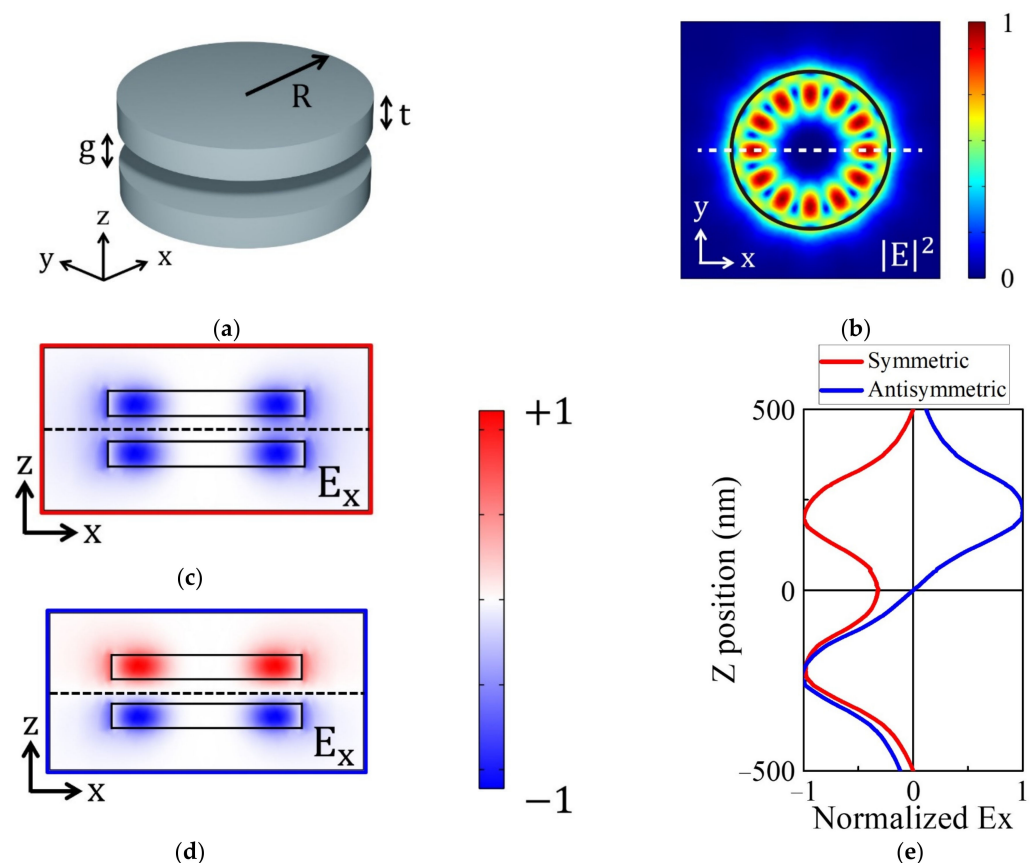 R
t
g
z
y
x
(a)
1
y
x
|E|²
0
(b)
z
x
Eₓ
(c)
z
x
Eₓ
(d)
+1
−1
Symmetric
Antisymmetric
500
0
−500
Z position (nm)
−1 0 1
Normalized Ex
(e)